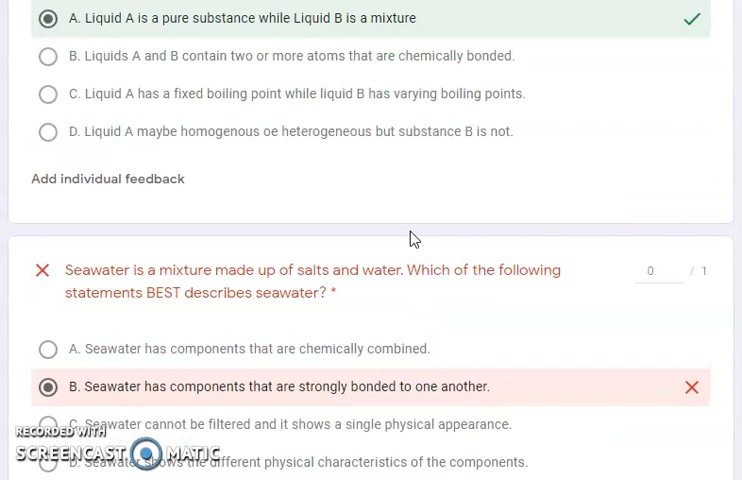 A. Liquid A is a pure substance while Liquid B is a mixture
B. Liquids A and B contain two or more atoms that are chemically bonded.
C. Liquid A has a fixed boiling point while liquid B has varying boiling points.
D. Liquid A maybe homogenous oe heterogeneous but substance B is not.
Add individual feedback
Seawater is a mixture made up of salts and water. Which of the following
statements BEST describes seawater? *
0 / 1
A. Seawater has components that are chemically combined.
B. Seawater has components that are strongly bonded to one another.
C. Seawater cannot be filtered and it shows a single physical appearance.
RECORDED WITH
SCREENCAST MATIC
D. Seawater shows the different physical characteristics of the components.